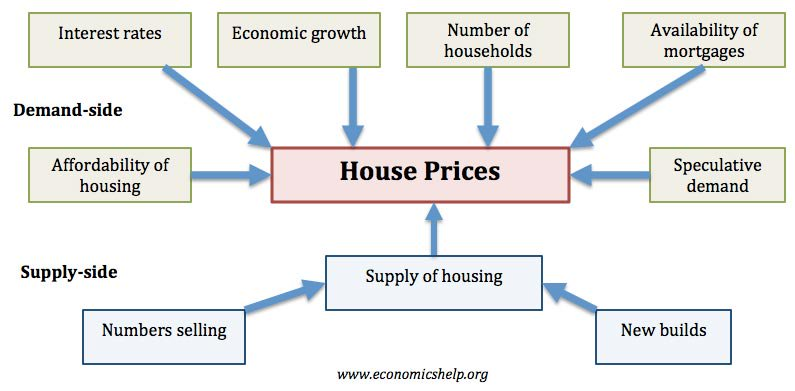 Interest rates
Economic growth
Number of
households
Availability of
mortgages
Demand-side
Affordability of
housing
House Prices
Speculative
demand
Supply-side
Supply of housing
Numbers selling
New builds
www.economicshelp.org